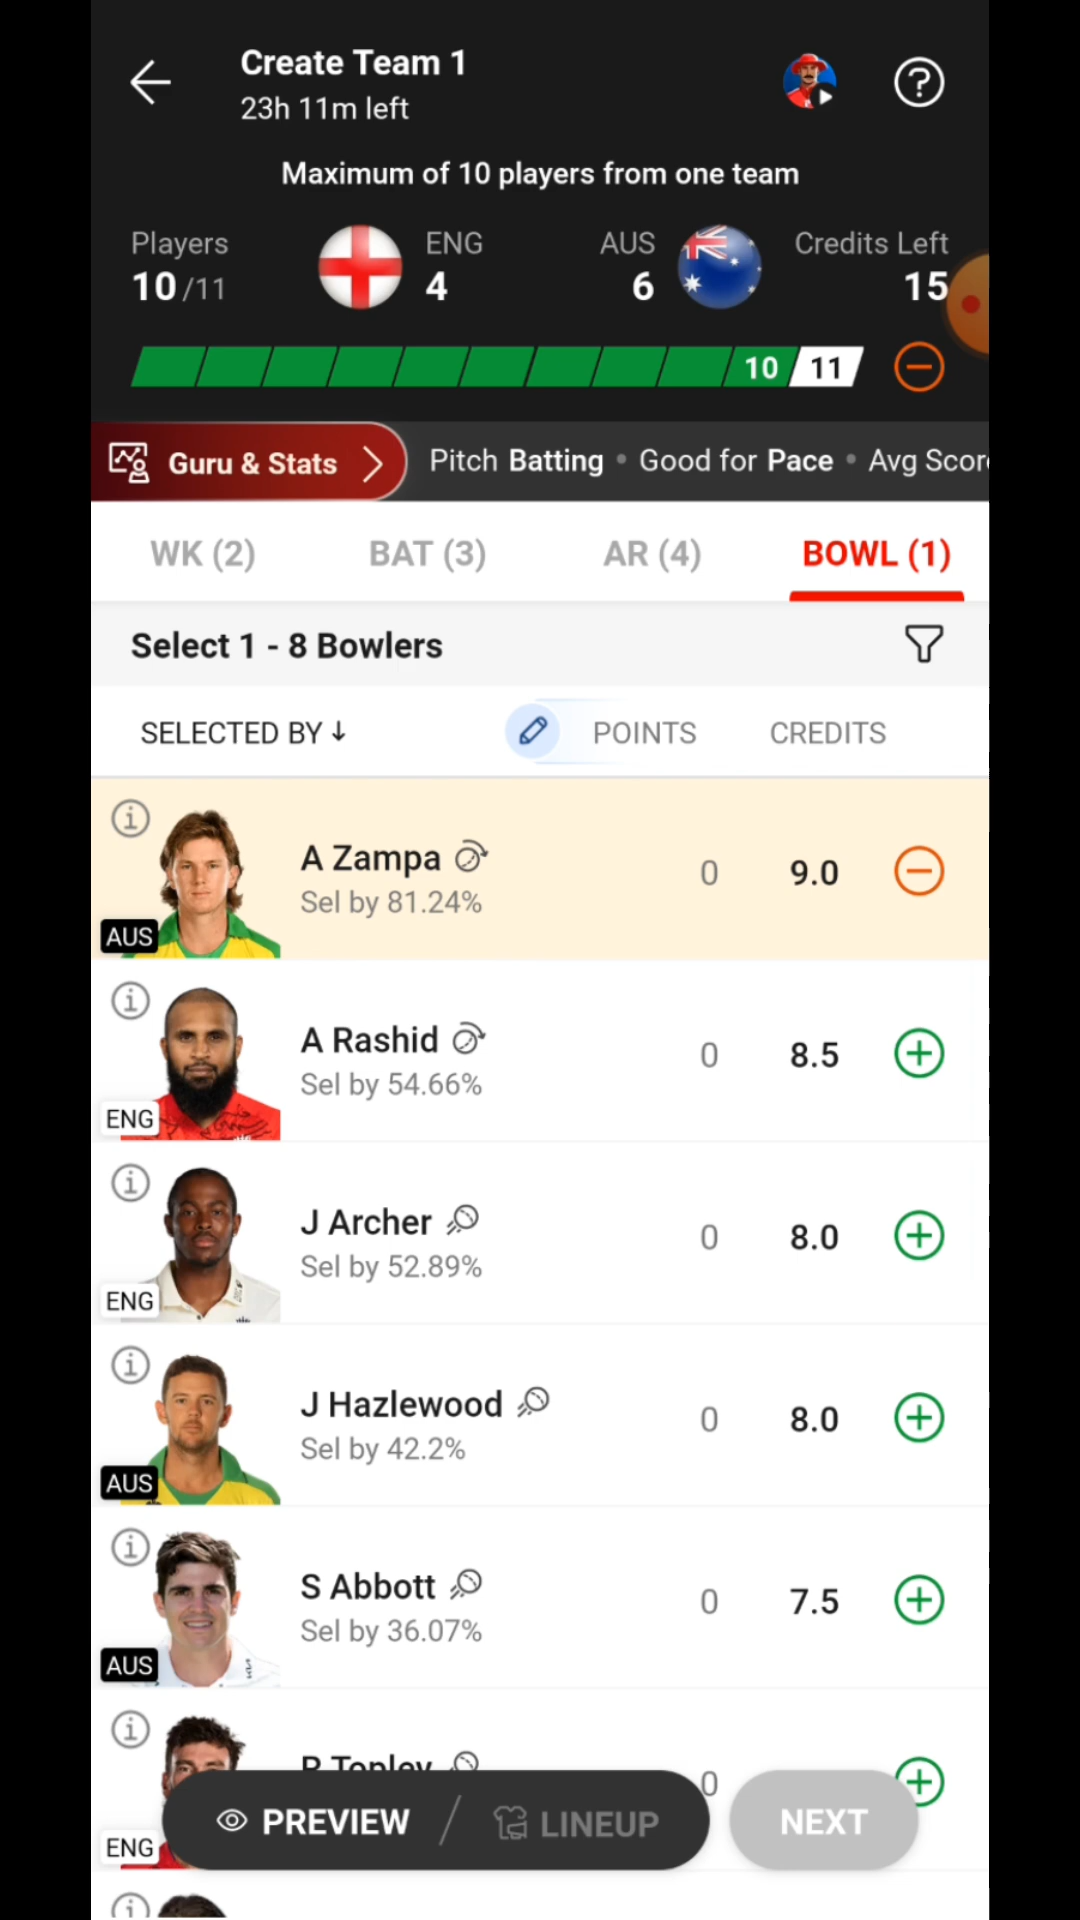 Create Team 1
23h 11m left
Maximum of 10 players from one team
Players ENG AUS Credits Left
10/11 4 6 15
10 11
Guru & Stats Pitch Batting • Good for Pace • Avg Scor
WK (2) BAT (3) AR (4) BOWL (1)
Select 1 - 8 Bowlers
SELECTED BY ↓ POINTS CREDITS
A Zampa 0 9.0
Sel by 81.24%
AUS
A Rashid 0 8.5
Sel by 54.66%
ENG
J Archer 0 8.0
Sel by 52.89%
ENG
J Hazlewood 0 8.0
Sel by 42.2%
AUS
S Abbott 0 7.5
Sel by 36.07%
AUS
R Topley 0
PREVIEW / LINEUP NEXT
ENG